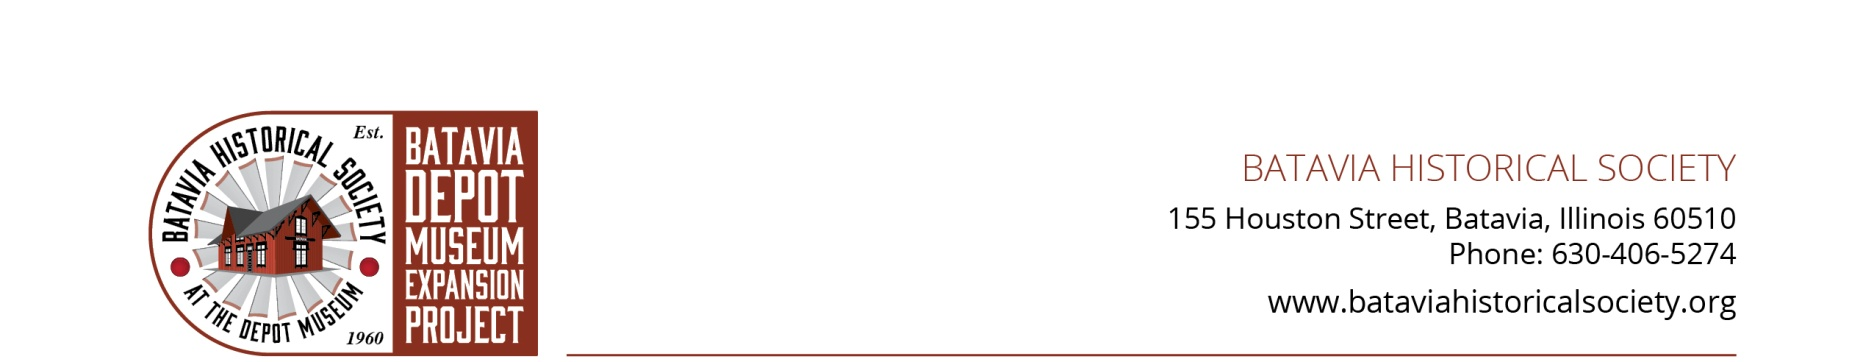 BATAVIA HISTORICAL SOCIETY
AT THE DEPOT MUSEUM
Est.
1960
BATAVIA
DEPOT
MUSEUM
EXPANSION
PROJECT
BATAVIA HISTORICAL SOCIETY
155 Houston Street, Batavia, Illinois 60510
Phone: 630-406-5274
www.bataviahistoricalsociety.org